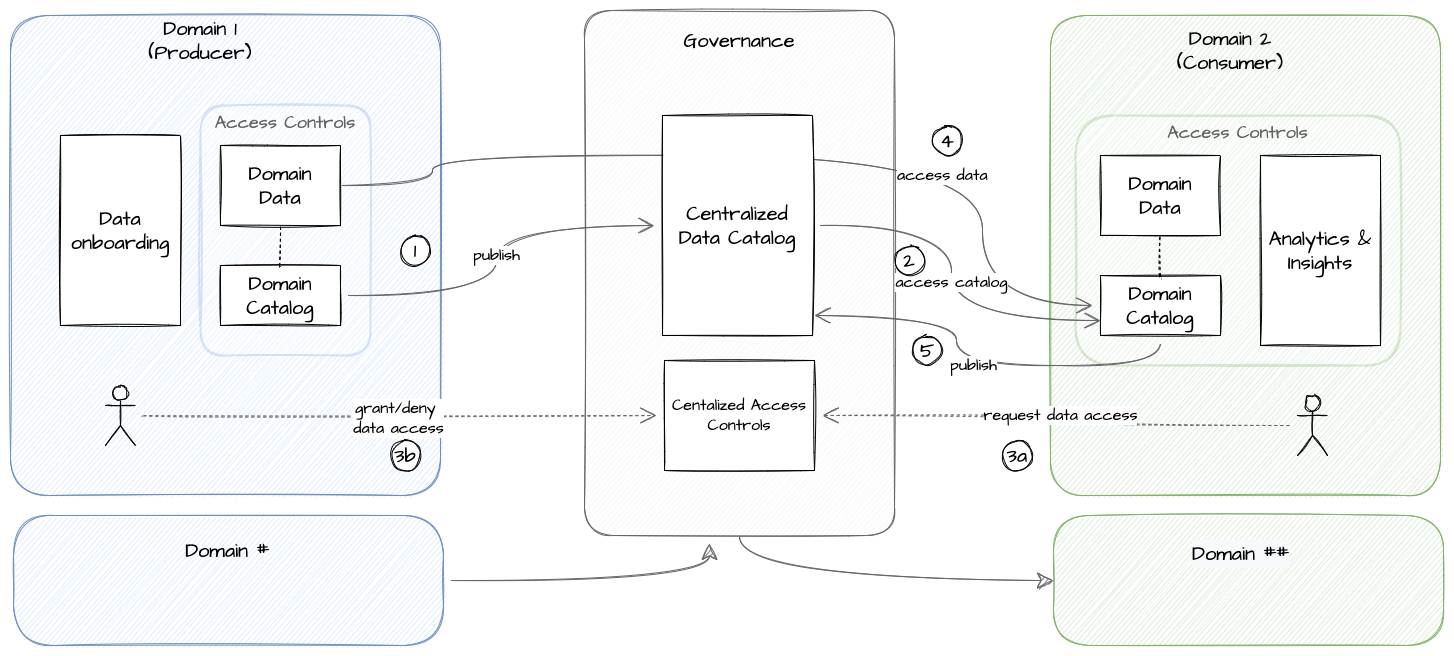 Domain 1
(Producer)
Access Controls
Data
onboarding
Domain
Data
Domain
Catalog
1
publish
grant/deny
data access
3b
Governance
Centralized
Data Catalog
Centalized Access
Controls
4
access data
2
access catalog
5
publish
request data access
3a
Domain 2
(Consumer)
Access Controls
Domain
Data
Domain
Catalog
Analytics &
Insights
Domain #
Domain ##